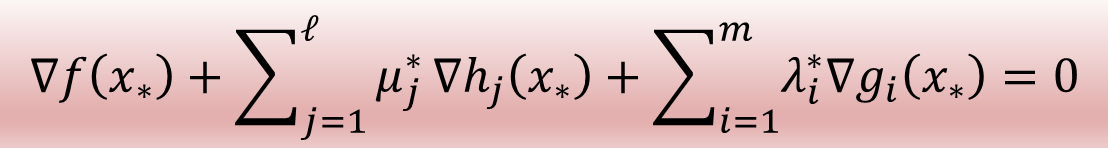 ∇f(x_*) + ∑_{j=1}^{ℓ} μ_j^* ∇h_j(x_*) + ∑_{i=1}^{m} λ_i^* ∇g_i(x_*) = 0